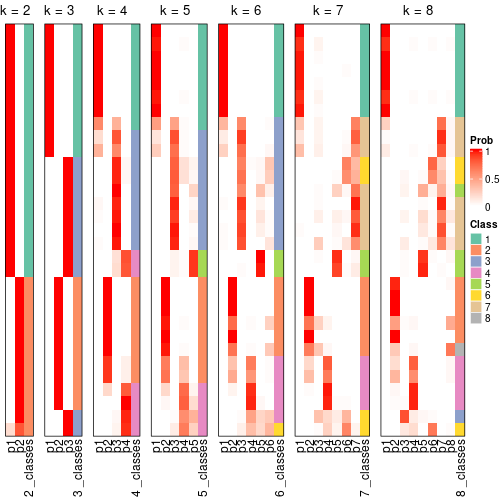 k = 2 k = 3 k = 4 k = 5 k = 6 k = 7 k = 8
Prob
1
0.5
0
Class
1
2
3
4
5
6
7
8
p1 p2 2_classes p1 p2 p3 3_classes p1 p2 p3 p4 4_classes p1 p2 p3 p4 p5 5_classes p1 p2 p3 p4 p5 p6 6_classes p1 p2 p3 p4 p5 p6 p7 7_classes p1 p2 p3 p4 p5 p6 p7 p8 8_classes